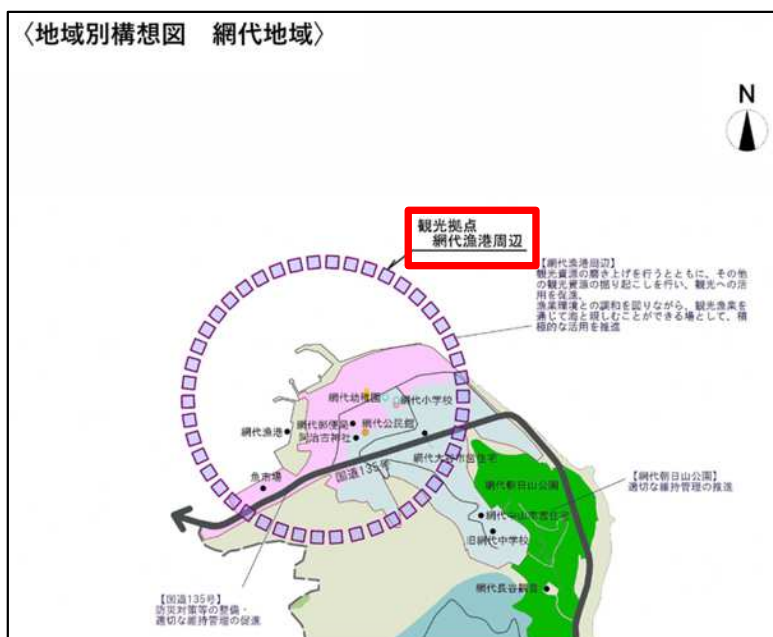 〈地域別構想図　網代地域〉
N
観光拠点
網代漁港周辺
【網代漁港周辺】
観光資源の磨き上げを行うとともに、その他
の観光資源の掘り起こしを行い、観光への活
用を促進。
漁業環境との調和を図りながら、観光漁業を
通じて海と親しむことができる場として、積
極的な活用を推進
網代幼稚園
網代小学校
網代郵便局
網代公民館
網代漁港
阿治古神社
網代大谷市営住宅
国道135号
魚市場
網代朝日山公園
【網代朝日山公園】
適切な維持管理の推進
網代中山市営住宅
旧網代中学校
網代長谷観音
【国道135号】
防災対策等の整備・
適切な維持管理の促進